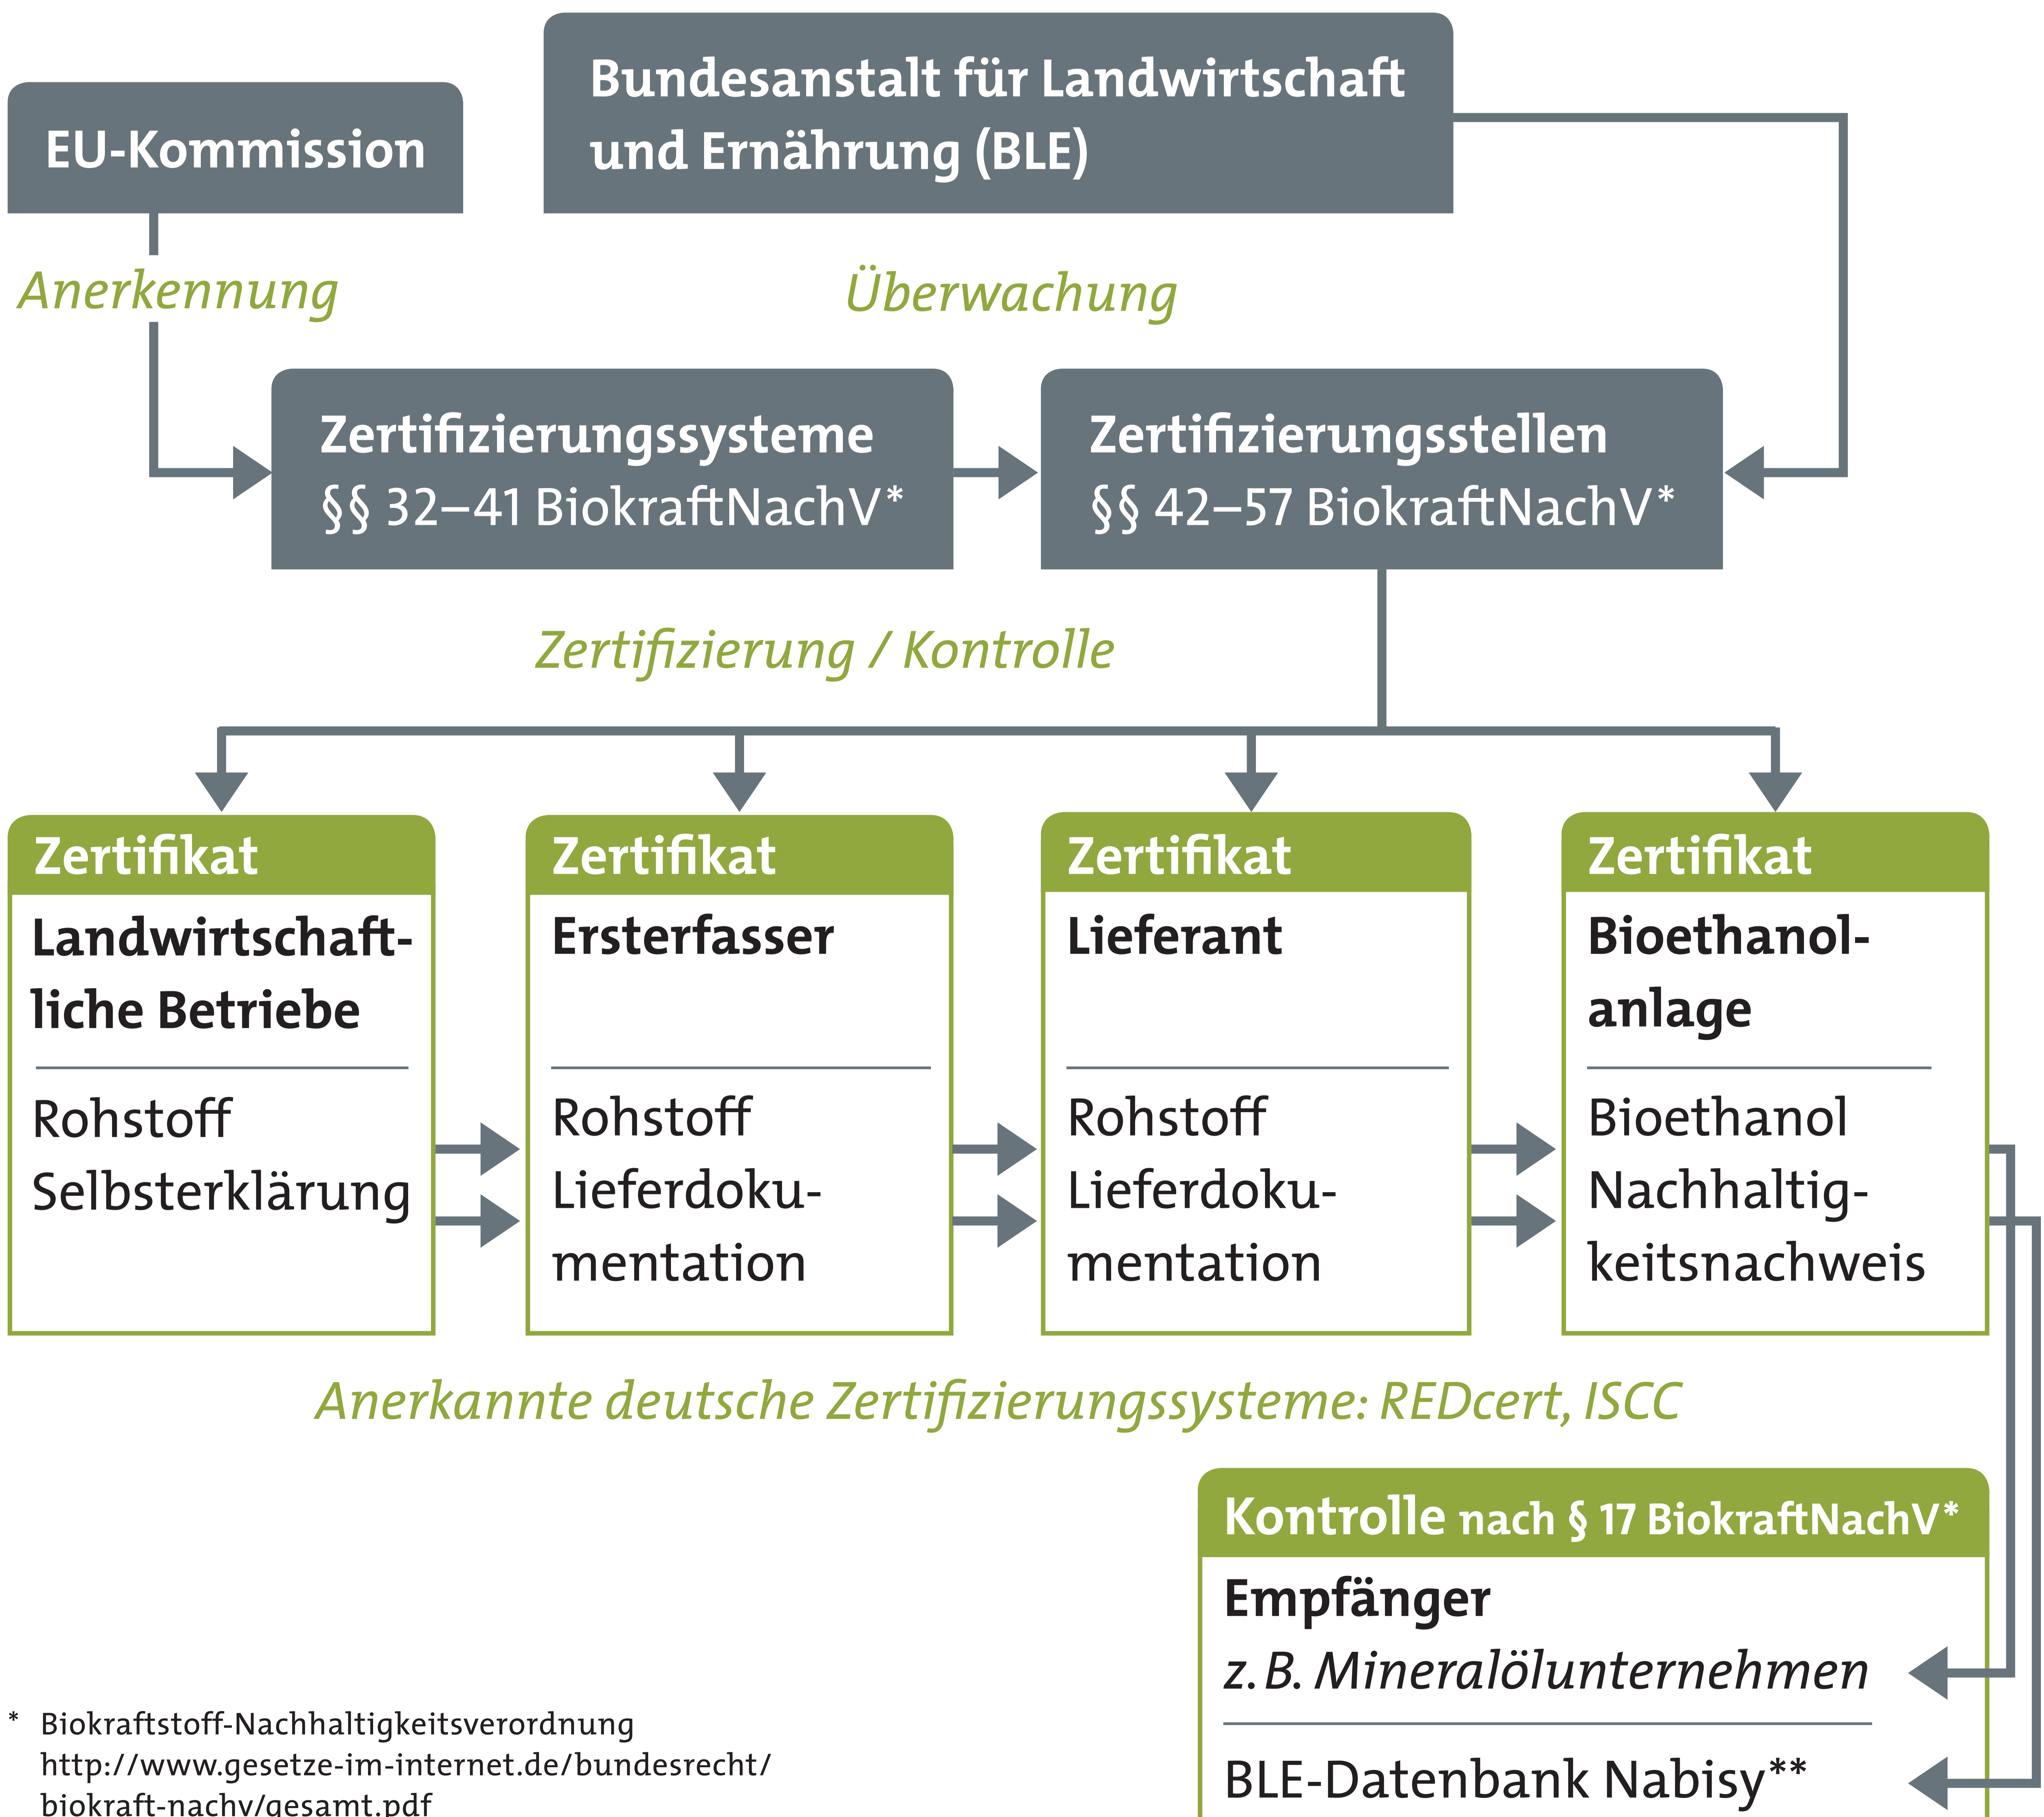 EU-Kommission
Bundesanstalt für Landwirtschaft
und Ernährung (BLE)
Anerkennung
Überwachung
Zertifizierungssysteme
§§ 32–41 BiokraftNachV*
Zertifizierungsstellen
§§ 42–57 BiokraftNachV*
Zertifizierung / Kontrolle
Zertifikat
Landwirtschaft-
liche Betriebe
Rohstoff
Selbsterklärung
Zertifikat
Ersterfasser
Rohstoff
Lieferdoku-
mentation
Zertifikat
Lieferant
Rohstoff
Lieferdoku-
mentation
Zertifikat
Bioethanol-
anlage
Bioethanol
Nachhaltig-
keitsnachweis
Anerkannte deutsche Zertifizierungssysteme: REDcert, ISCC
Kontrolle nach § 17 BiokraftNachV*
Empfänger
z. B. Mineralölunternehmen
BLE-Datenbank Nabisy**
* Biokraftstoff-Nachhaltigkeitsverordnung
http://www.gesetze-im-internet.de/bundesrecht/
biokraft-nachv/gesamt.pdf